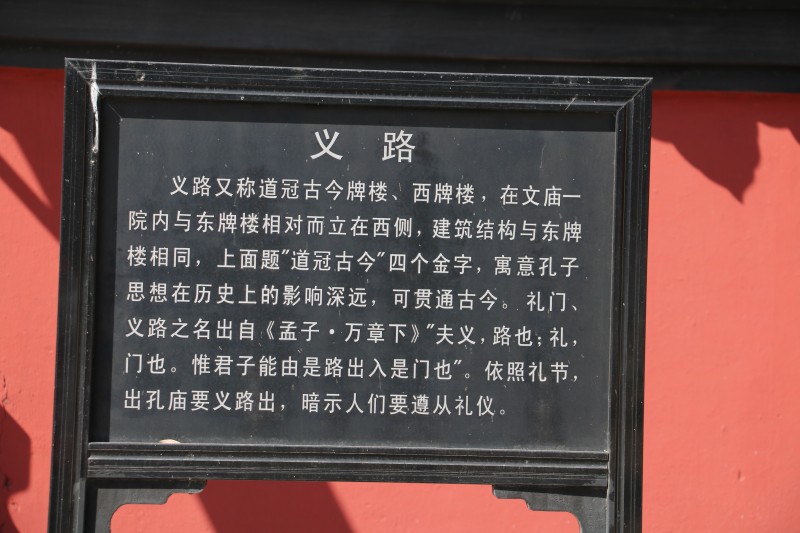 义路
义路又称道冠古今牌楼、西牌楼，在文庙一
院内与东牌楼相对而立在西侧，建筑结构与东牌
楼相同，上面题"道冠古今"四个金字，寓意孔子
思想在历史上的影响深远，可贯通古今。礼门、
义路之名出自《孟子·万章下》"夫义，路也；礼，
门也。惟君子能由是路出入是门也"。依照礼节，
出孔庙要义路出，暗示人们要遵从礼仪。